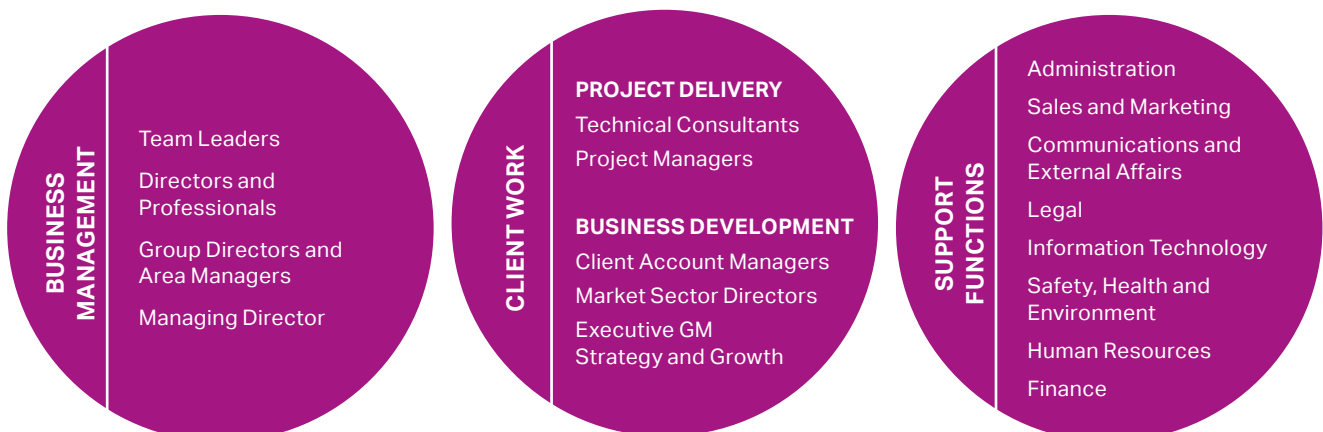 BUSINESS
MANAGEMENT
Team Leaders
Directors and
Professionals
Group Directors and
Area Managers
Managing Director
CLIENT WORK
PROJECT DELIVERY
Technical Consultants
Project Managers
BUSINESS DEVELOPMENT
Client Account Managers
Market Sector Directors
Executive GM
Strategy and Growth
SUPPORT
FUNCTIONS
Administration
Sales and Marketing
Communications and
External Affairs
Legal
Information Technology
Safety, Health and
Environment
Human Resources
Finance